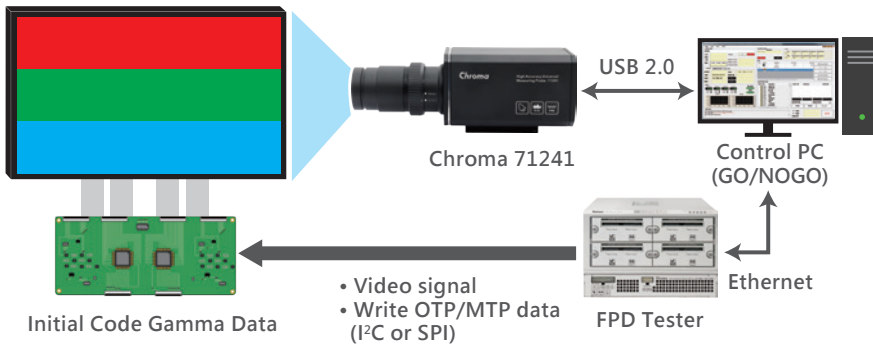 Chroma
USB 2.0
Chroma 71241
Control PC
(GO/NOGO)
Ethernet
FPD Tester
• Video signal
• Write OTP/MTP data
(I²C or SPI)
Initial Code Gamma Data